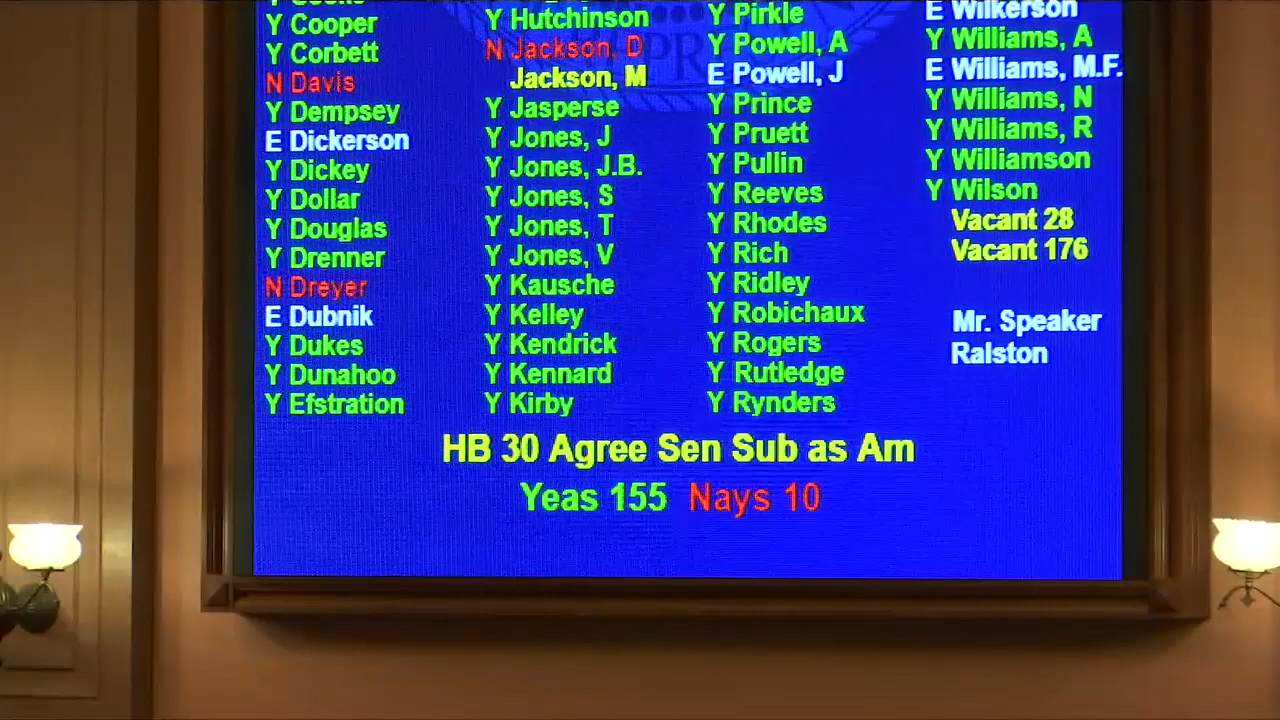 Y Cooper
Y Corbett
N Davis
Y Dempsey
E Dickerson
Y Dickey
Y Dollar
Y Douglas
Y Drenner
N Dreyer
E Dubnik
Y Dukes
Y Dunahoo
Y Efstration
Y Hutchinson
N Jackson, D
Jackson, M
Y Jasperse
Y Jones, J
Y Jones, J.B.
Y Jones, S
Y Jones, T
Y Jones, V
Y Kausche
Y Kelley
Y Kendrick
Y Kennard
Y Kirby
Y Pirkle
Y Powell, A
E Powell, J
Y Prince
Y Pruett
Y Pullin
Y Reeves
Y Rhodes
Y Rich
Y Ridley
Y Robichaux
Y Rogers
Y Rutledge
Y Rynders
E Wilkerson
Y Williams, A
E Williams, M.F.
Y Williams, N
Y Williams, R
Y Williamson
Y Wilson
Vacant 28
Vacant 176
Mr. Speaker
Ralston
HB 30 Agree Sen Sub as Am
Yeas 155 Nays 10